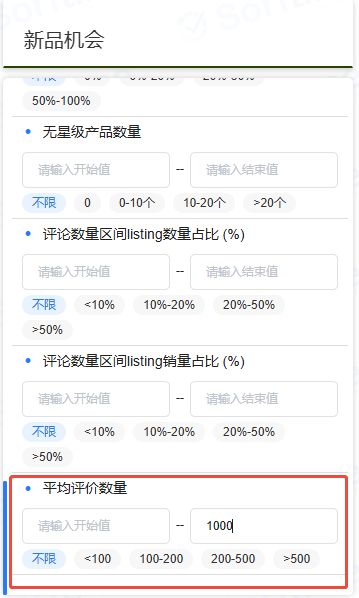 新品机会
50%-100%
无星级产品数量
请输入开始值 -- 请输入结束值
不限 0 0-10个 10-20个 >20个
评论数量区间listing数量占比 (%)
请输入开始值 -- 请输入结束值
不限 <10% 10%-20% 20%-50%
>50%
评论数量区间listing销量占比 (%)
请输入开始值 -- 请输入结束值
不限 <10% 10%-20% 20%-50%
>50%
平均评价数量
请输入开始值 -- 1000
不限 <100 100-200 200-500 >500